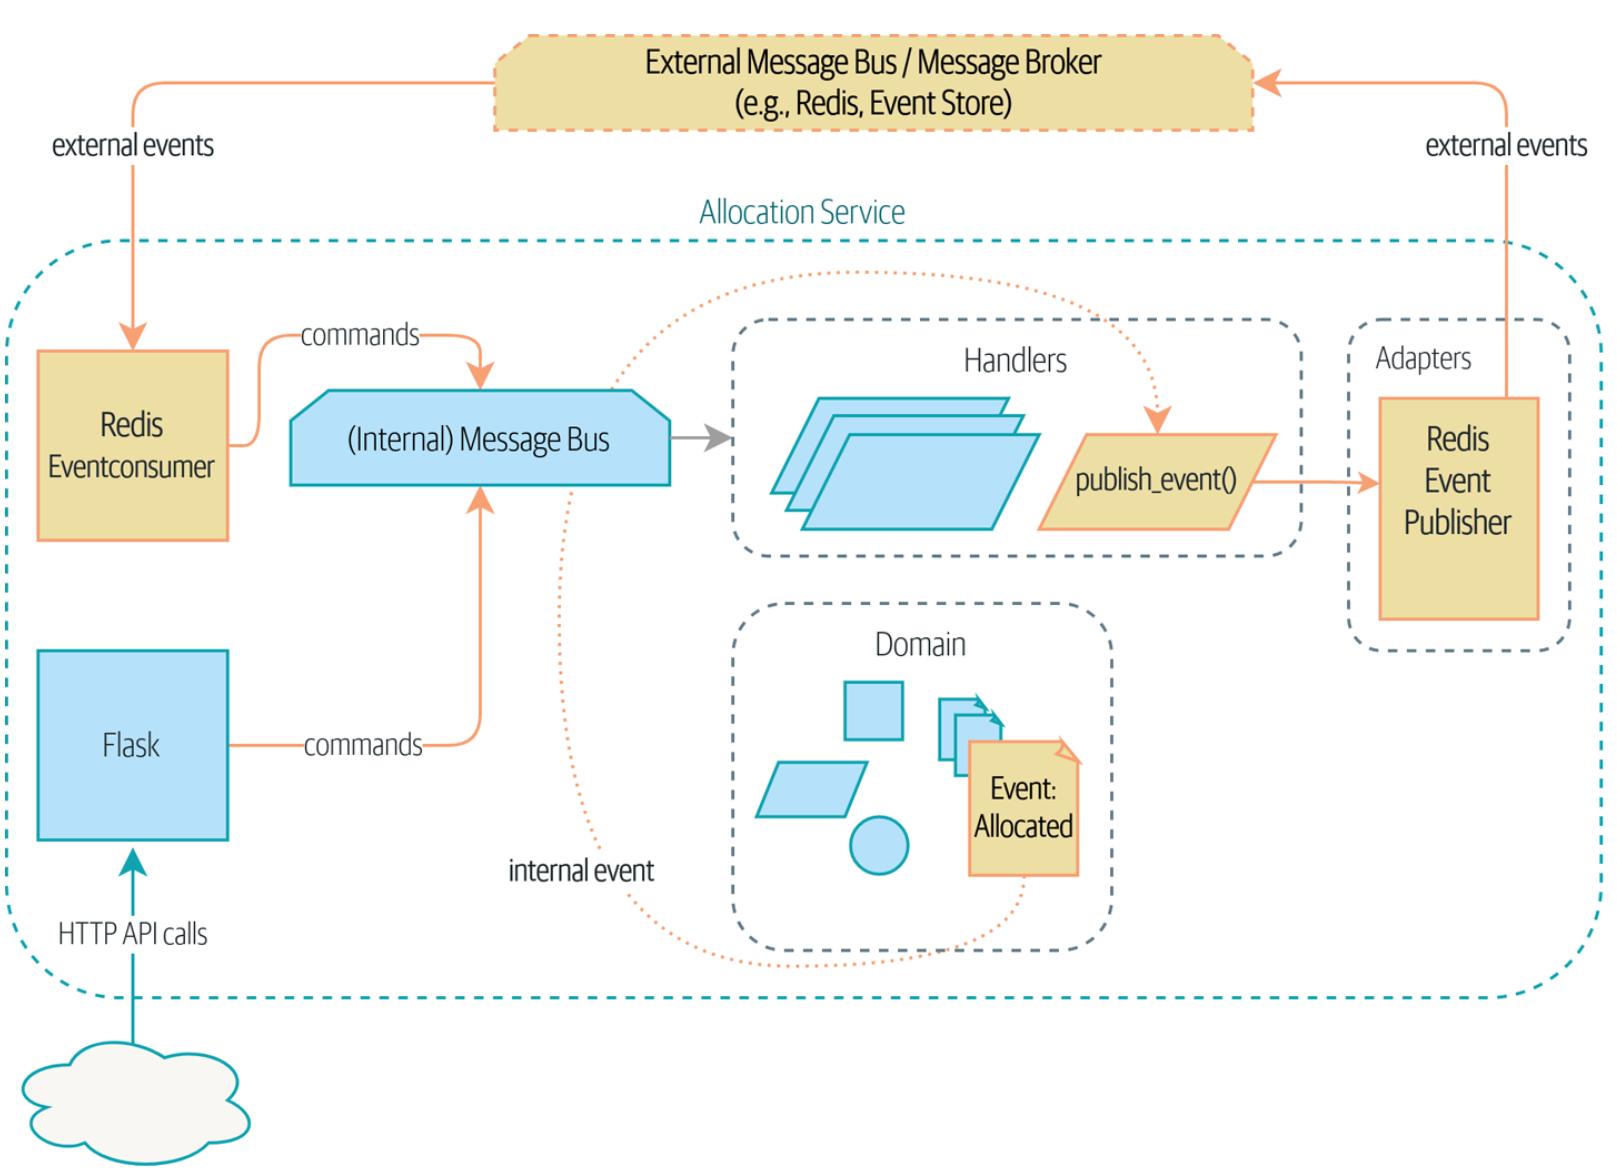 External Message Bus / Message Broker
(e.g., Redis, Event Store)
external events
external events
Allocation Service
commands
Handlers
Adapters
Redis
Eventconsumer
(Internal) Message Bus
publish_event()
Redis
Event
Publisher
Domain
Flask
commands
Event:
Allocated
internal event
HTTP API calls